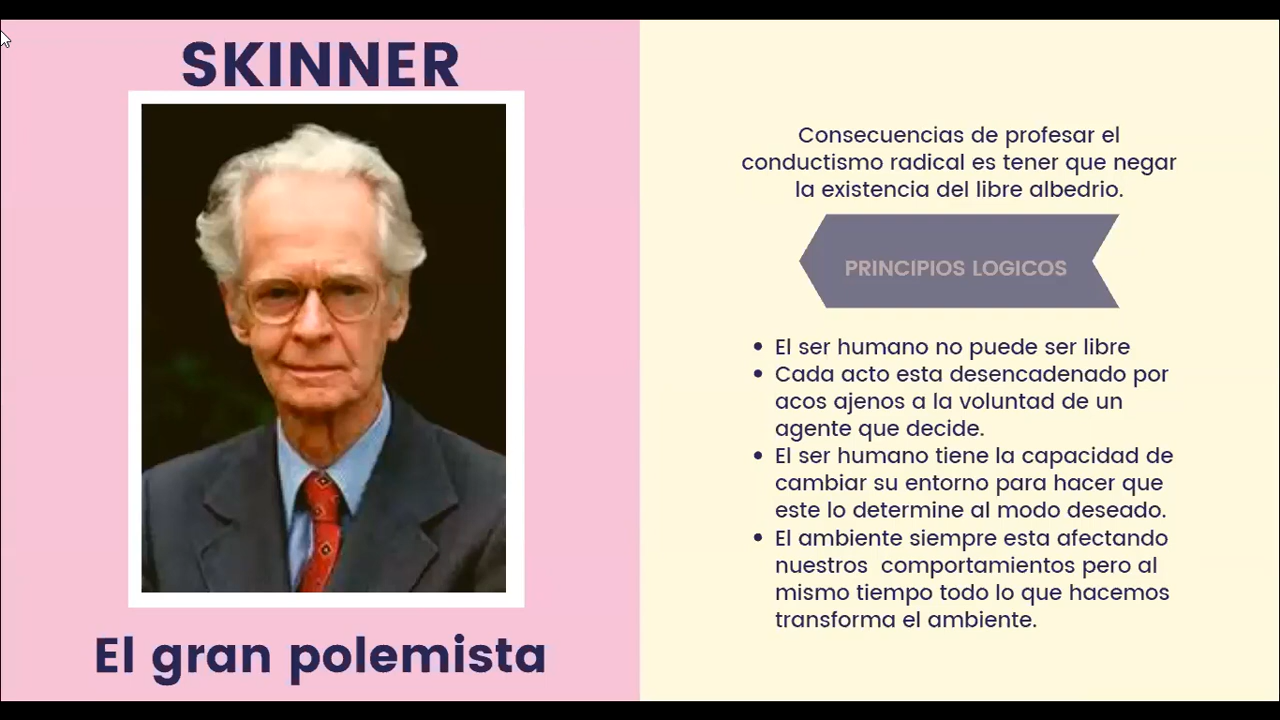 SKINNER
El gran polemista
Consecuencias de profesar el
conductismo radical es tener que negar
la existencia del libre albedrio.
PRINCIPIOS LOGICOS
• El ser humano no puede ser libre
• Cada acto esta desencadenado por
acos ajenos a la voluntad de un
agente que decide.
• El ser humano tiene la capacidad de
cambiar su entorno para hacer que
este lo determine al modo deseado.
• El ambiente siempre esta afectando
nuestros  comportamientos pero al
mismo tiempo todo lo que hacemos
transforma el ambiente.